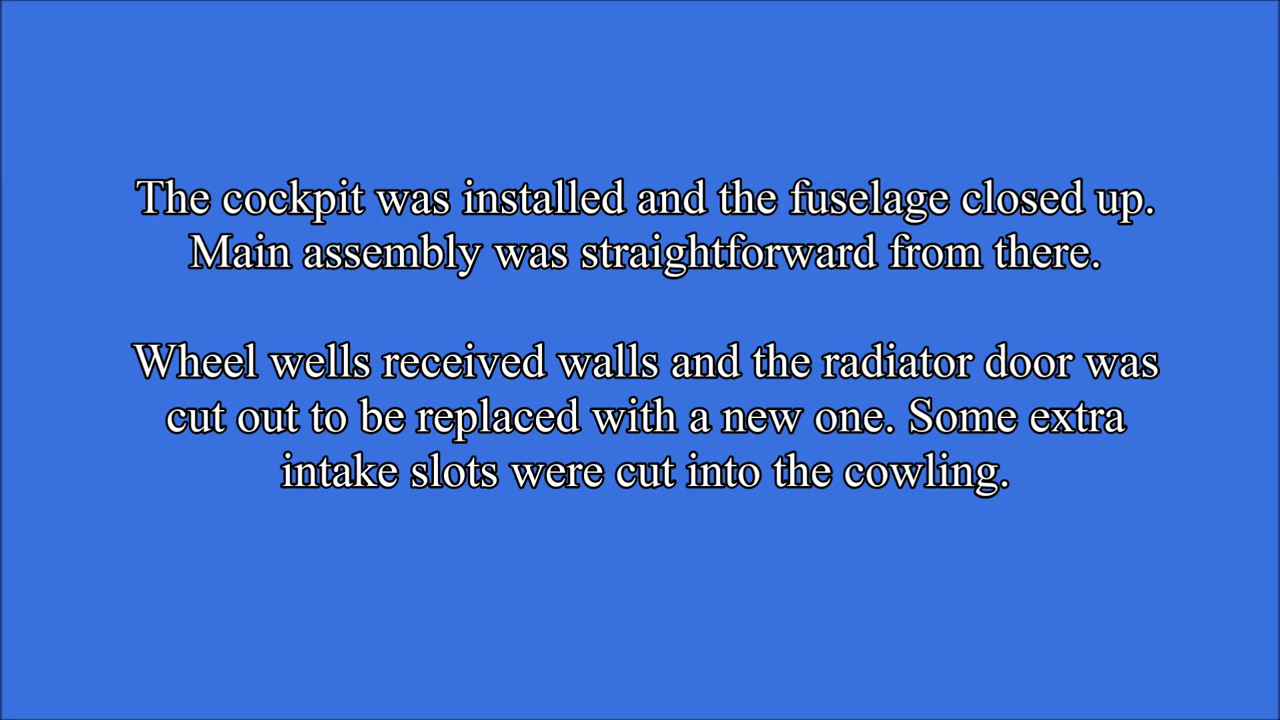 The cockpit was installed and the fuselage closed up.
Main assembly was straightforward from there.
Wheel wells received walls and the radiator door was
cut out to be replaced with a new one. Some extra
intake slots were cut into the cowling.